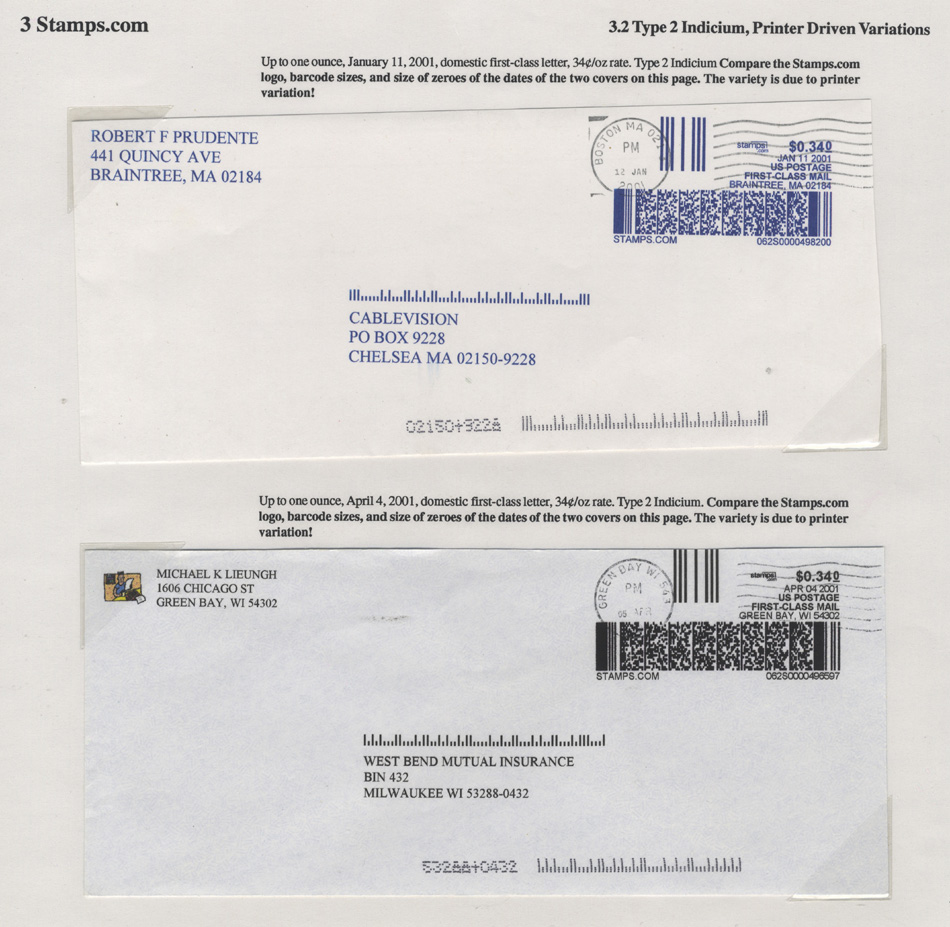 3 Stamps.com
3.2 Type 2 Indicium, Printer Driven Variations
Up to one ounce, January 11, 2001, domestic first-class letter, 34¢/oz rate. Type 2 Indicium Compare the Stamps.com
logo, barcode sizes, and size of zeroes of the dates of the two covers on this page. The variety is due to printer
variation!
ROBERT F PRUDENTE
441 QUINCY AVE
BRAINTREE, MA 02184
BOSTON MA 02
PM
12 JAN
2001
stamps.com
$0.340
JAN 11 2001
US POSTAGE
FIRST-CLASS MAIL
BRAINTREE, MA 02184
STAMPS.COM 062S0000498200
CABLEVISION
PO BOX 9228
CHELSEA MA 02150-9228
02150+9228
Up to one ounce, April 4, 2001, domestic first-class letter, 34¢/oz rate. Type 2 Indicium. Compare the Stamps.com
logo, barcode sizes, and size of zeroes of the dates of the two covers on this page. The variety is due to printer
variation!
MICHAEL K LIEUNGH
1606 CHICAGO ST
GREEN BAY, WI 54302
GREEN BAY WI 543
PM
APR
stamps.com
$0.340
APR 04 2001
US POSTAGE
FIRST-CLASS MAIL
GREEN BAY, WI 54302
STAMPS.COM 062S0000496597
WEST BEND MUTUAL INSURANCE
BIN 432
MILWAUKEE WI 53288-0432
53288+0432